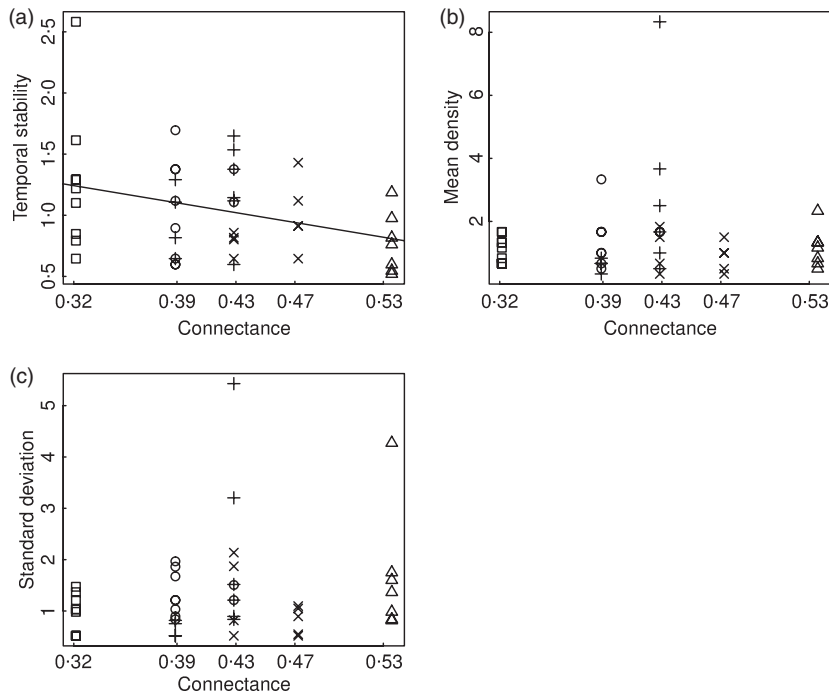 (a)
Temporal stability
2·5
2·0
1·5
1·0
0·5
0·32 0·39 0·43 0·47 0·53
Connectance
(b)
Mean density
8
6
4
2
0·32 0·39 0·43 0·47 0·53
Connectance
(c)
Standard deviation
5
4
3
2
1
0·32 0·39 0·43 0·47 0·53
Connectance